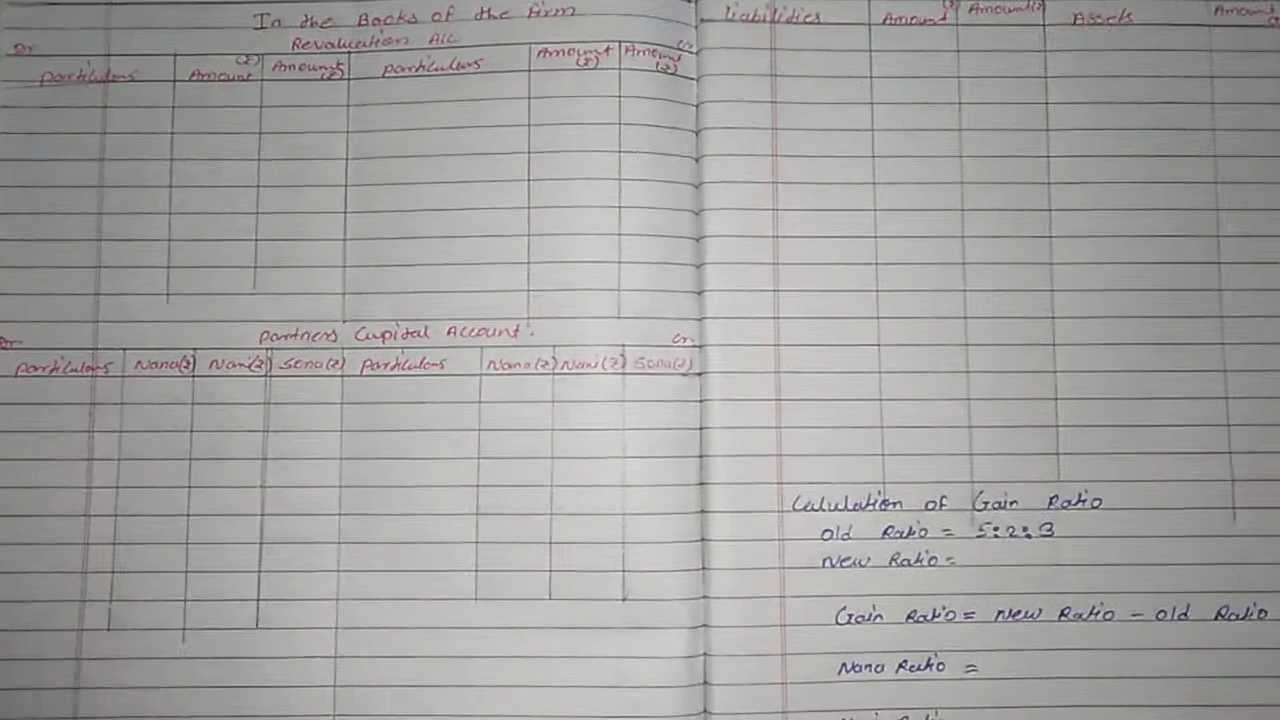 In the Books of the Firm
Revaluation A/c
Dr Cr
Particulars Amount (₹) Amount (₹) Particulars Amount (₹) Amount (₹)
Partners' Capital Account.
Dr Cr
Particulars Nana(₹) Nani(₹) Sona(₹) Particulars Nana(₹) Nani(₹) Sona(₹)
Liabilities Amount (₹) Amount(₹) Assets Amount
Calulation of Gain Ratio
Old Ratio = 5:2:3
New Ratio =
Gain Ratio = New Ratio - Old Ratio
Nana Ratio =